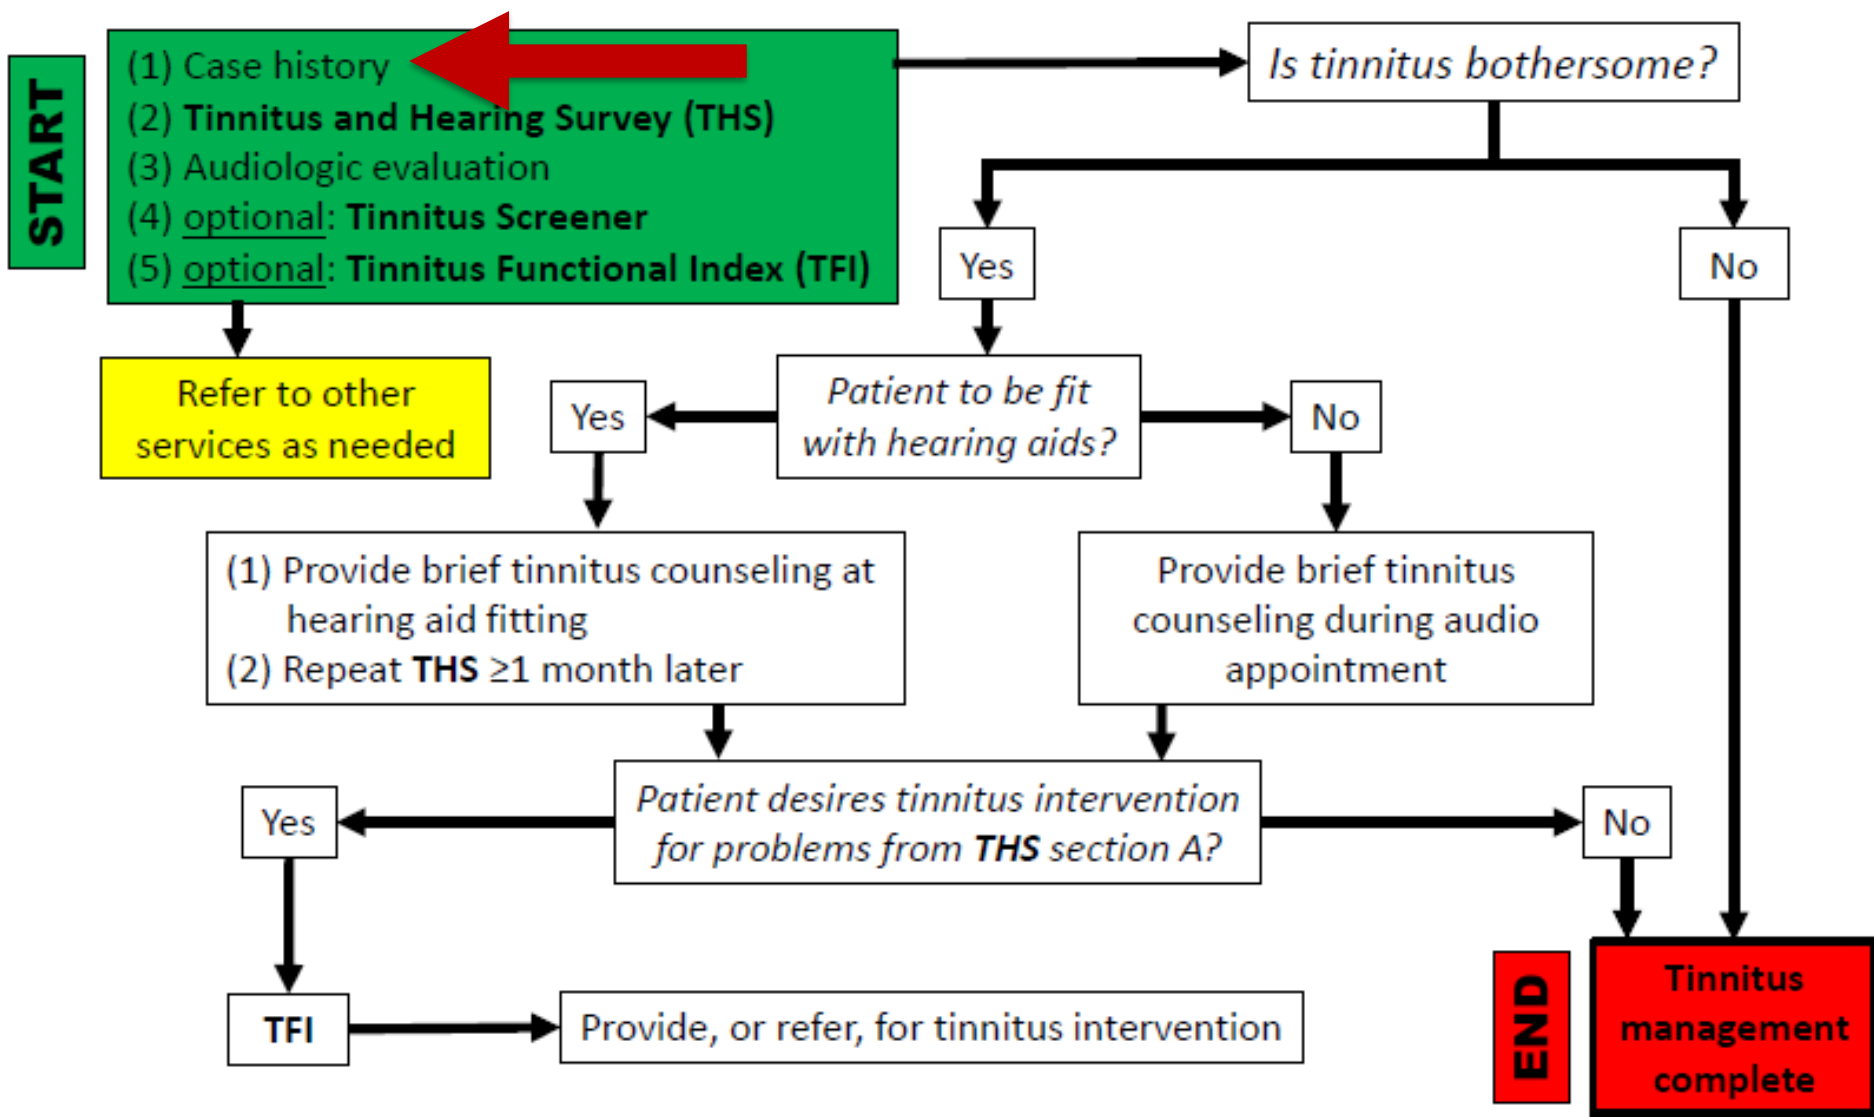 START
(1) Case history
(2) Tinnitus and Hearing Survey (THS)
(3) Audiologic evaluation
(4) optional: Tinnitus Screener
(5) optional: Tinnitus Functional Index (TFI)
Is tinnitus bothersome?
Yes
No
Refer to other
services as needed
Patient to be fit
with hearing aids?
Yes
No
(1) Provide brief tinnitus counseling at
hearing aid fitting
(2) Repeat THS ≥1 month later
Provide brief tinnitus
counseling during audio
appointment
Patient desires tinnitus intervention
for problems from THS section A?
Yes
No
TFI
Provide, or refer, for tinnitus intervention
END
Tinnitus
management
complete